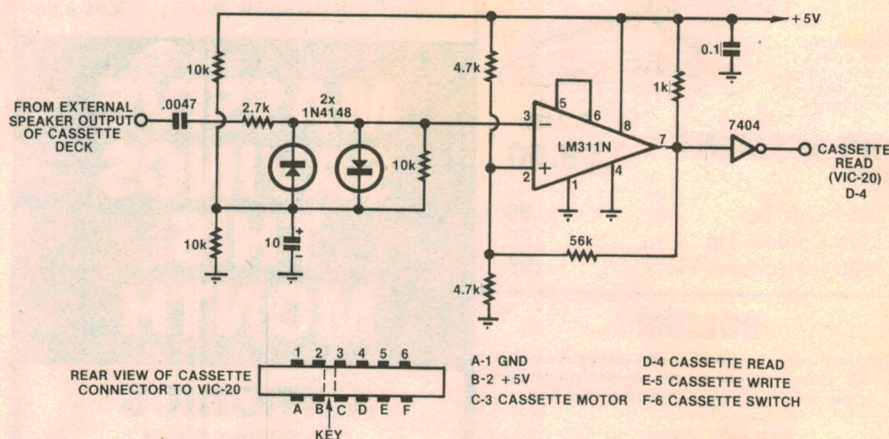 +5V
10k
4.7k
0.1
1k
FROM EXTERNAL
SPEAKER OUTPUT
OF CASSETTE
DECK
.0047
2.7k
2x
1N4148
10k
5
6
3
8
LM311N
7
2
1
4
7404
CASSETTE
READ
(VIC-20)
D-4
10k
10
+
-
56k
4.7k
REAR VIEW OF CASSETTE
CONNECTOR TO VIC-20
1 2 3 4 5 6
A B C D E F
KEY
A-1 GND
B-2 +5V
C-3 CASSETTE MOTOR
D-4 CASSETTE READ
E-5 CASSETTE WRITE
F-6 CASSETTE SWITCH